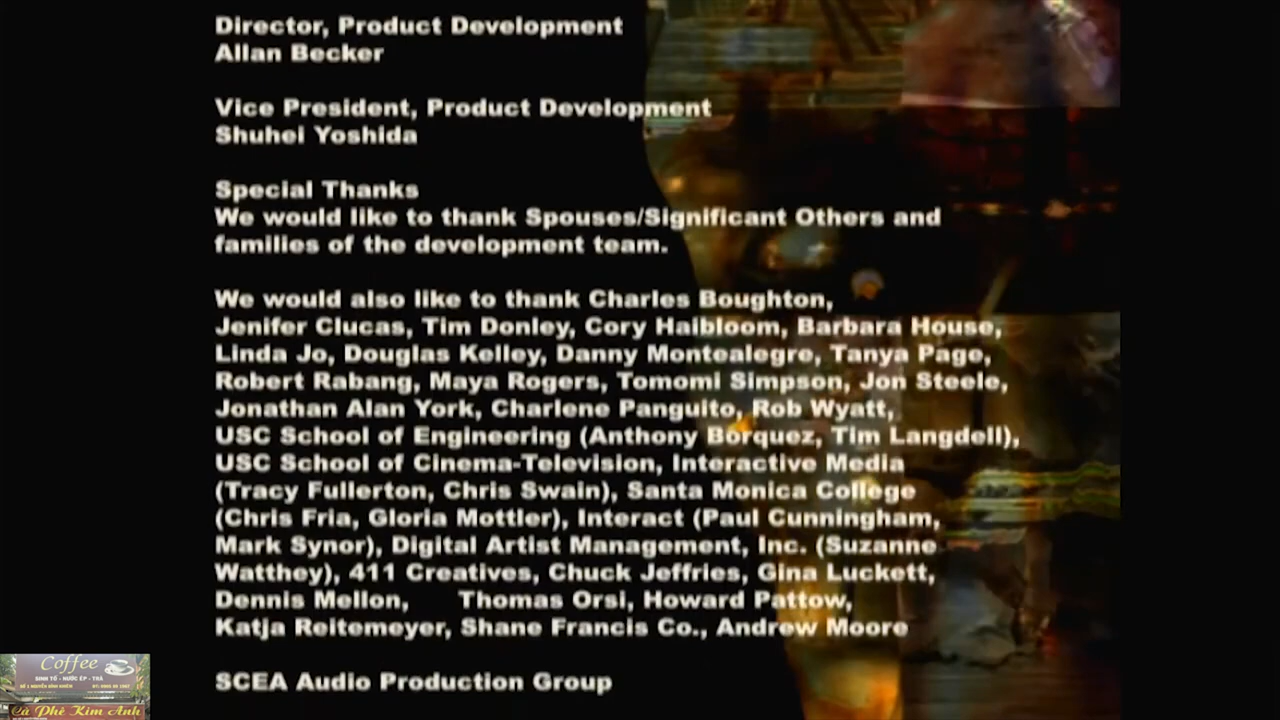 Director, Product Development
Allan Becker
Vice President, Product Development
Shuhei Yoshida
Special Thanks
We would like to thank Spouses/Significant Others and
families of the development team.
We would also like to thank Charles Boughton,
Jenifer Clucas, Tim Donley, Cory Haibloom, Barbara House,
Linda Jo, Douglas Kelley, Danny Montealegre, Tanya Page,
Robert Rabang, Maya Rogers, Tomomi Simpson, Jon Steele,
Jonathan Alan York, Charlene Panguito, Rob Wyatt,
USC School of Engineering (Anthony Borquez, Tim Langdell),
USC School of Cinema-Television, Interactive Media
(Tracy Fullerton, Chris Swain), Santa Monica College
(Chris Fria, Gloria Mottler), Interact (Paul Cunningham,
Mark Synor), Digital Artist Management, Inc. (Suzanne
Watthey), 411 Creatives, Chuck Jeffries, Gina Luckett,
Dennis Mellon, Thomas Orsi, Howard Pattow,
Katja Reitemeyer, Shane Francis Co., Andrew Moore
SCEA Audio Production Group
Coffee
SINH TỐ - NƯỚC ÉP - TRÀ
Cà Phê Kim Anh